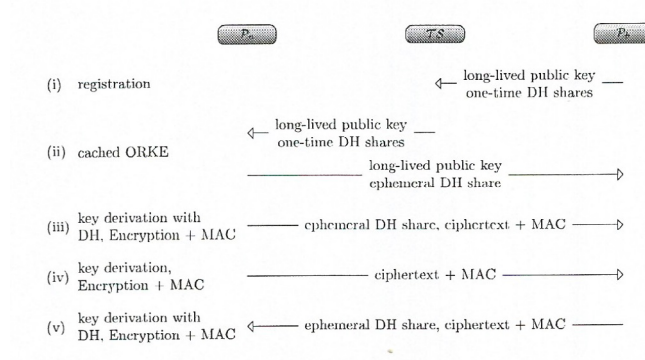 P_a TS P_b
(i) registration
long-lived public key
one-time DH shares
long-lived public key
one-time DH shares
(ii) cached ORKE
long-lived public key
ephemeral DH share
(iii) key derivation with
DH, Encryption + MAC
ephemeral DH share, ciphertext + MAC
(iv) key derivation,
Encryption + MAC
ciphertext + MAC
(v) key derivation with
DH, Encryption + MAC
ephemeral DH share, ciphertext + MAC